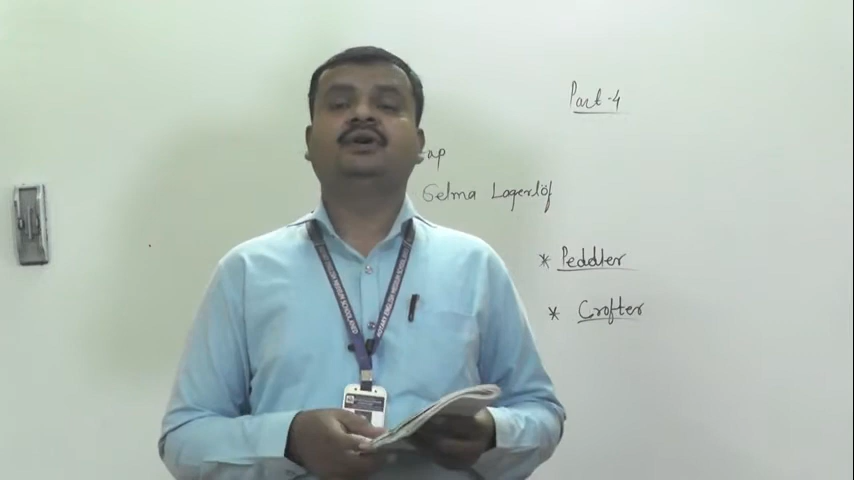 Part-4
ap
Selma Lagerlöf
* Peddler
* Crofter